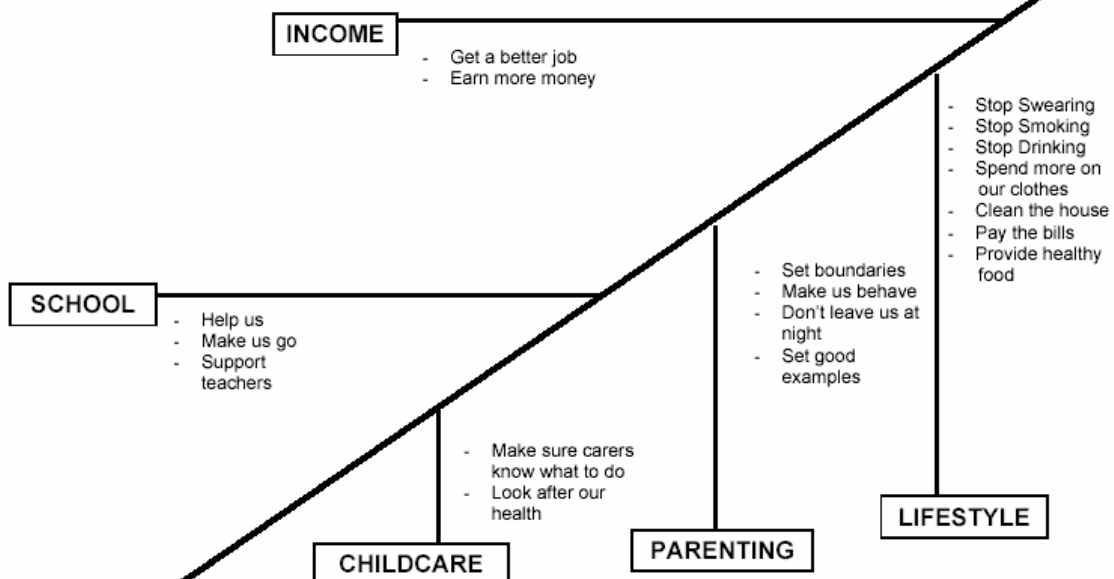 INCOME
- Get a better job
- Earn more money
- Stop Swearing
- Stop Smoking
- Stop Drinking
- Spend more on
our clothes
- Clean the house
- Pay the bills
- Provide healthy
food
LIFESTYLE
SCHOOL
- Help us
- Make us go
- Support
teachers
- Set boundaries
- Make us behave
- Don't leave us at
night
- Set good
examples
PARENTING
- Make sure carers
know what to do
- Look after our
health
CHILDCARE